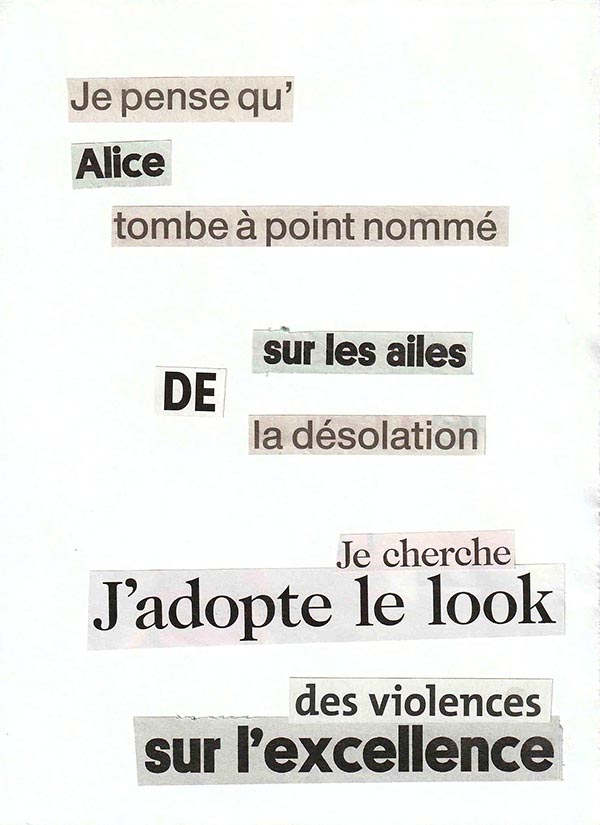 Je pense qu'
Alice
tombe à point nommé
sur les ailes
DE
la désolation
Je cherche
J'adopte le look
des violences
sur l'excellence